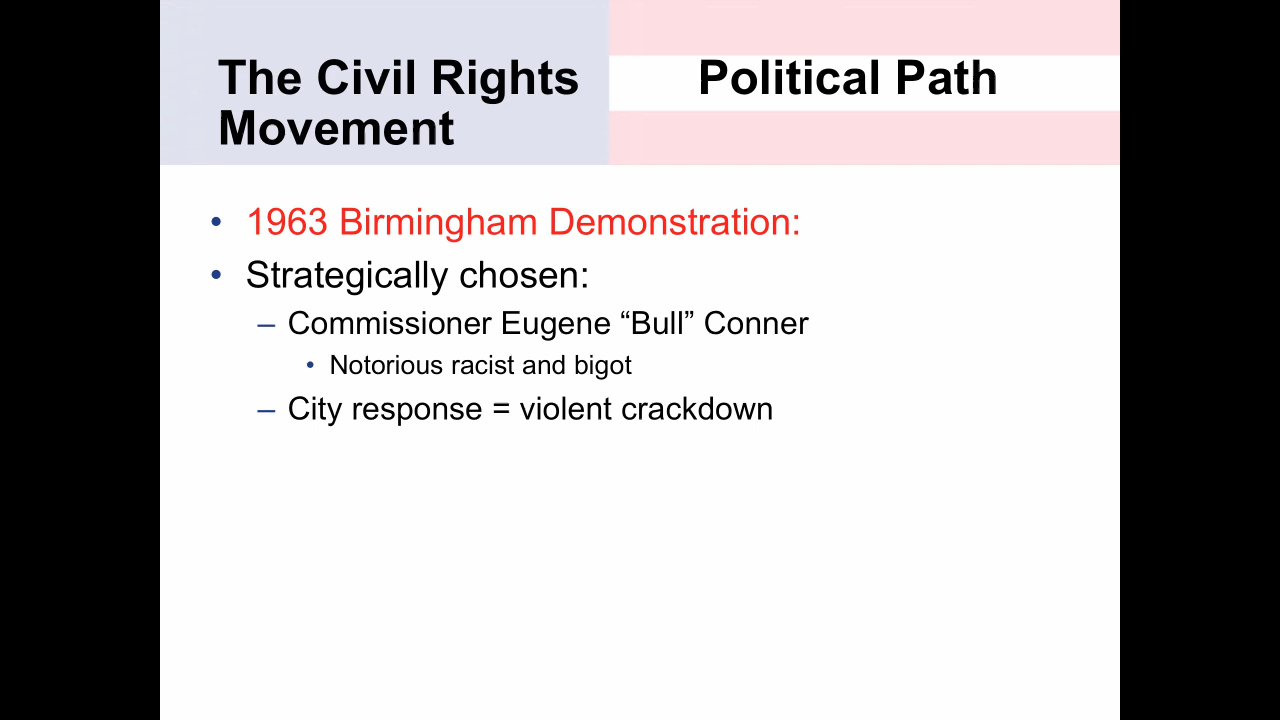 The Civil Rights
Movement
Political Path
• 1963 Birmingham Demonstration:
• Strategically chosen:
– Commissioner Eugene “Bull” Conner
• Notorious racist and bigot
– City response = violent crackdown